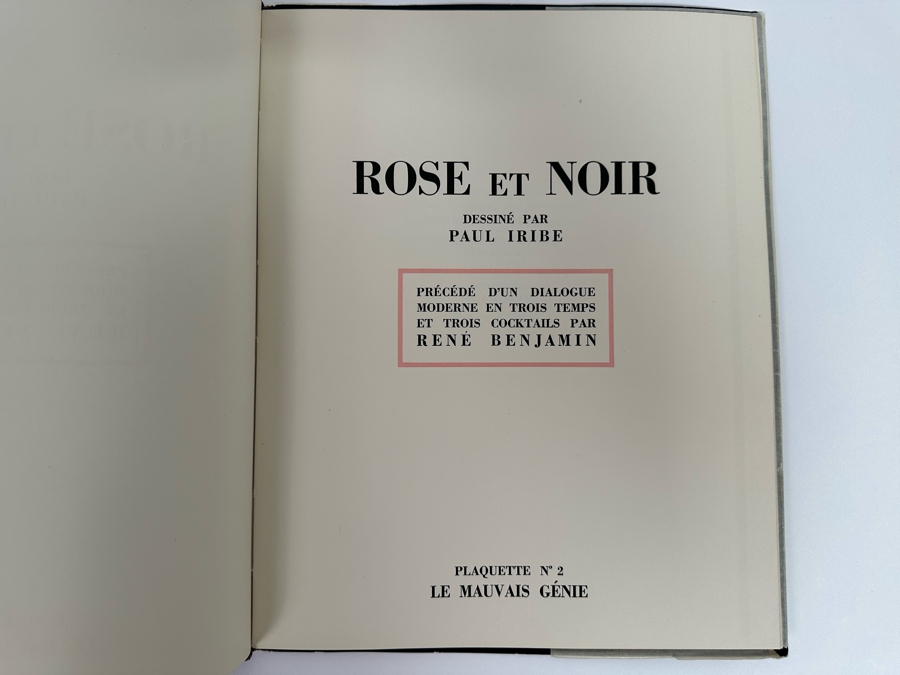 ROSE ET NOIR
DESSINÉ PAR
PAUL IRIBE
PRÉCÉDÉ D'UN DIALOGUE
MODERNE EN TROIS TEMPS
ET TROIS COCKTAILS PAR
RENÉ BENJAMIN
PLAQUETTE N° 2
LE MAUVAIS GÉNIE